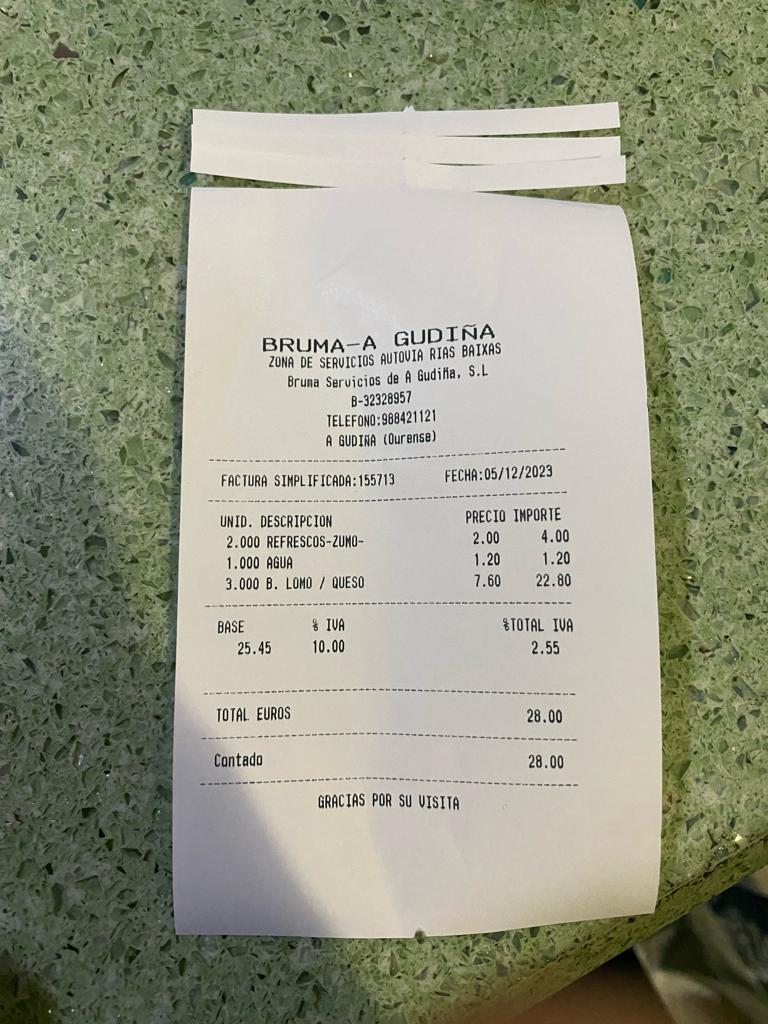 BRUMA-A GUDIÑA
ZONA DE SERVICIOS AUTOVIA RIAS BAIXAS
Bruma Servicios de A Gudiña, S.L
B-32328957
TELEFONO:988421121
A GUDIÑA (Ourense)
FACTURA SIMPLIFICADA:155713 FECHA:05/12/2023
UNID. DESCRIPCION PRECIO IMPORTE
2.000 REFRESCOS-ZUMO- 2.00 4.00
1.000 AGUA 1.20 1.20
3.000 B. LOMO / QUESO 7.60 22.80
BASE % IVA %TOTAL IVA
25.45 10.00 2.55
TOTAL EUROS 28.00
Contado 28.00
GRACIAS POR SU VISITA